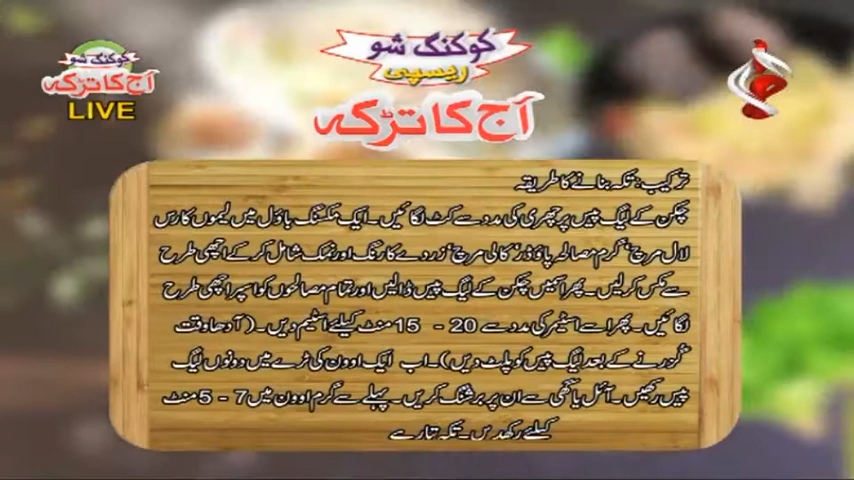 کوکنگ شو
آج کا تڑکہ
LIVE
کوکنگ شو
ریسیپی
آج کا تڑکہ
ترکیب: تکہ بنانے کا طریقہ
چکن کے لیگ پیس پر چھری کی مدد سے کٹ لگائیں۔ ایک مکسنگ باؤل میں لیموں کا رس
لال مرچ‘ گرم مصالحہ پاؤڈر‘ کالی مرچ‘ زردے کا رنگ اور نمک شامل کر کے اچھی طرح
سے مکس کرلیں۔ پھر اس میں چکن کے لیگ پیس ڈالیں اور تمام مصالحوں کو اسپر اچھی طرح
لگائیں۔ پھر اسے اسٹیمر کی مدد سے 20 - 15 منٹ کیلئے اسٹیم دیں۔ (آدھا وقت
گزرنے کے بعد لیگ پیس کو پلٹ دیں)۔ اب ایک اوون کی ٹرے میں دونوں لیگ
پیس رکھیں۔ آئل یا گھی سے ان پر برشنگ کریں۔ پہلے سے گرم اوون میں 7 - 5 منٹ
کیلئے رکھ دیں۔ تکہ تیار ہے